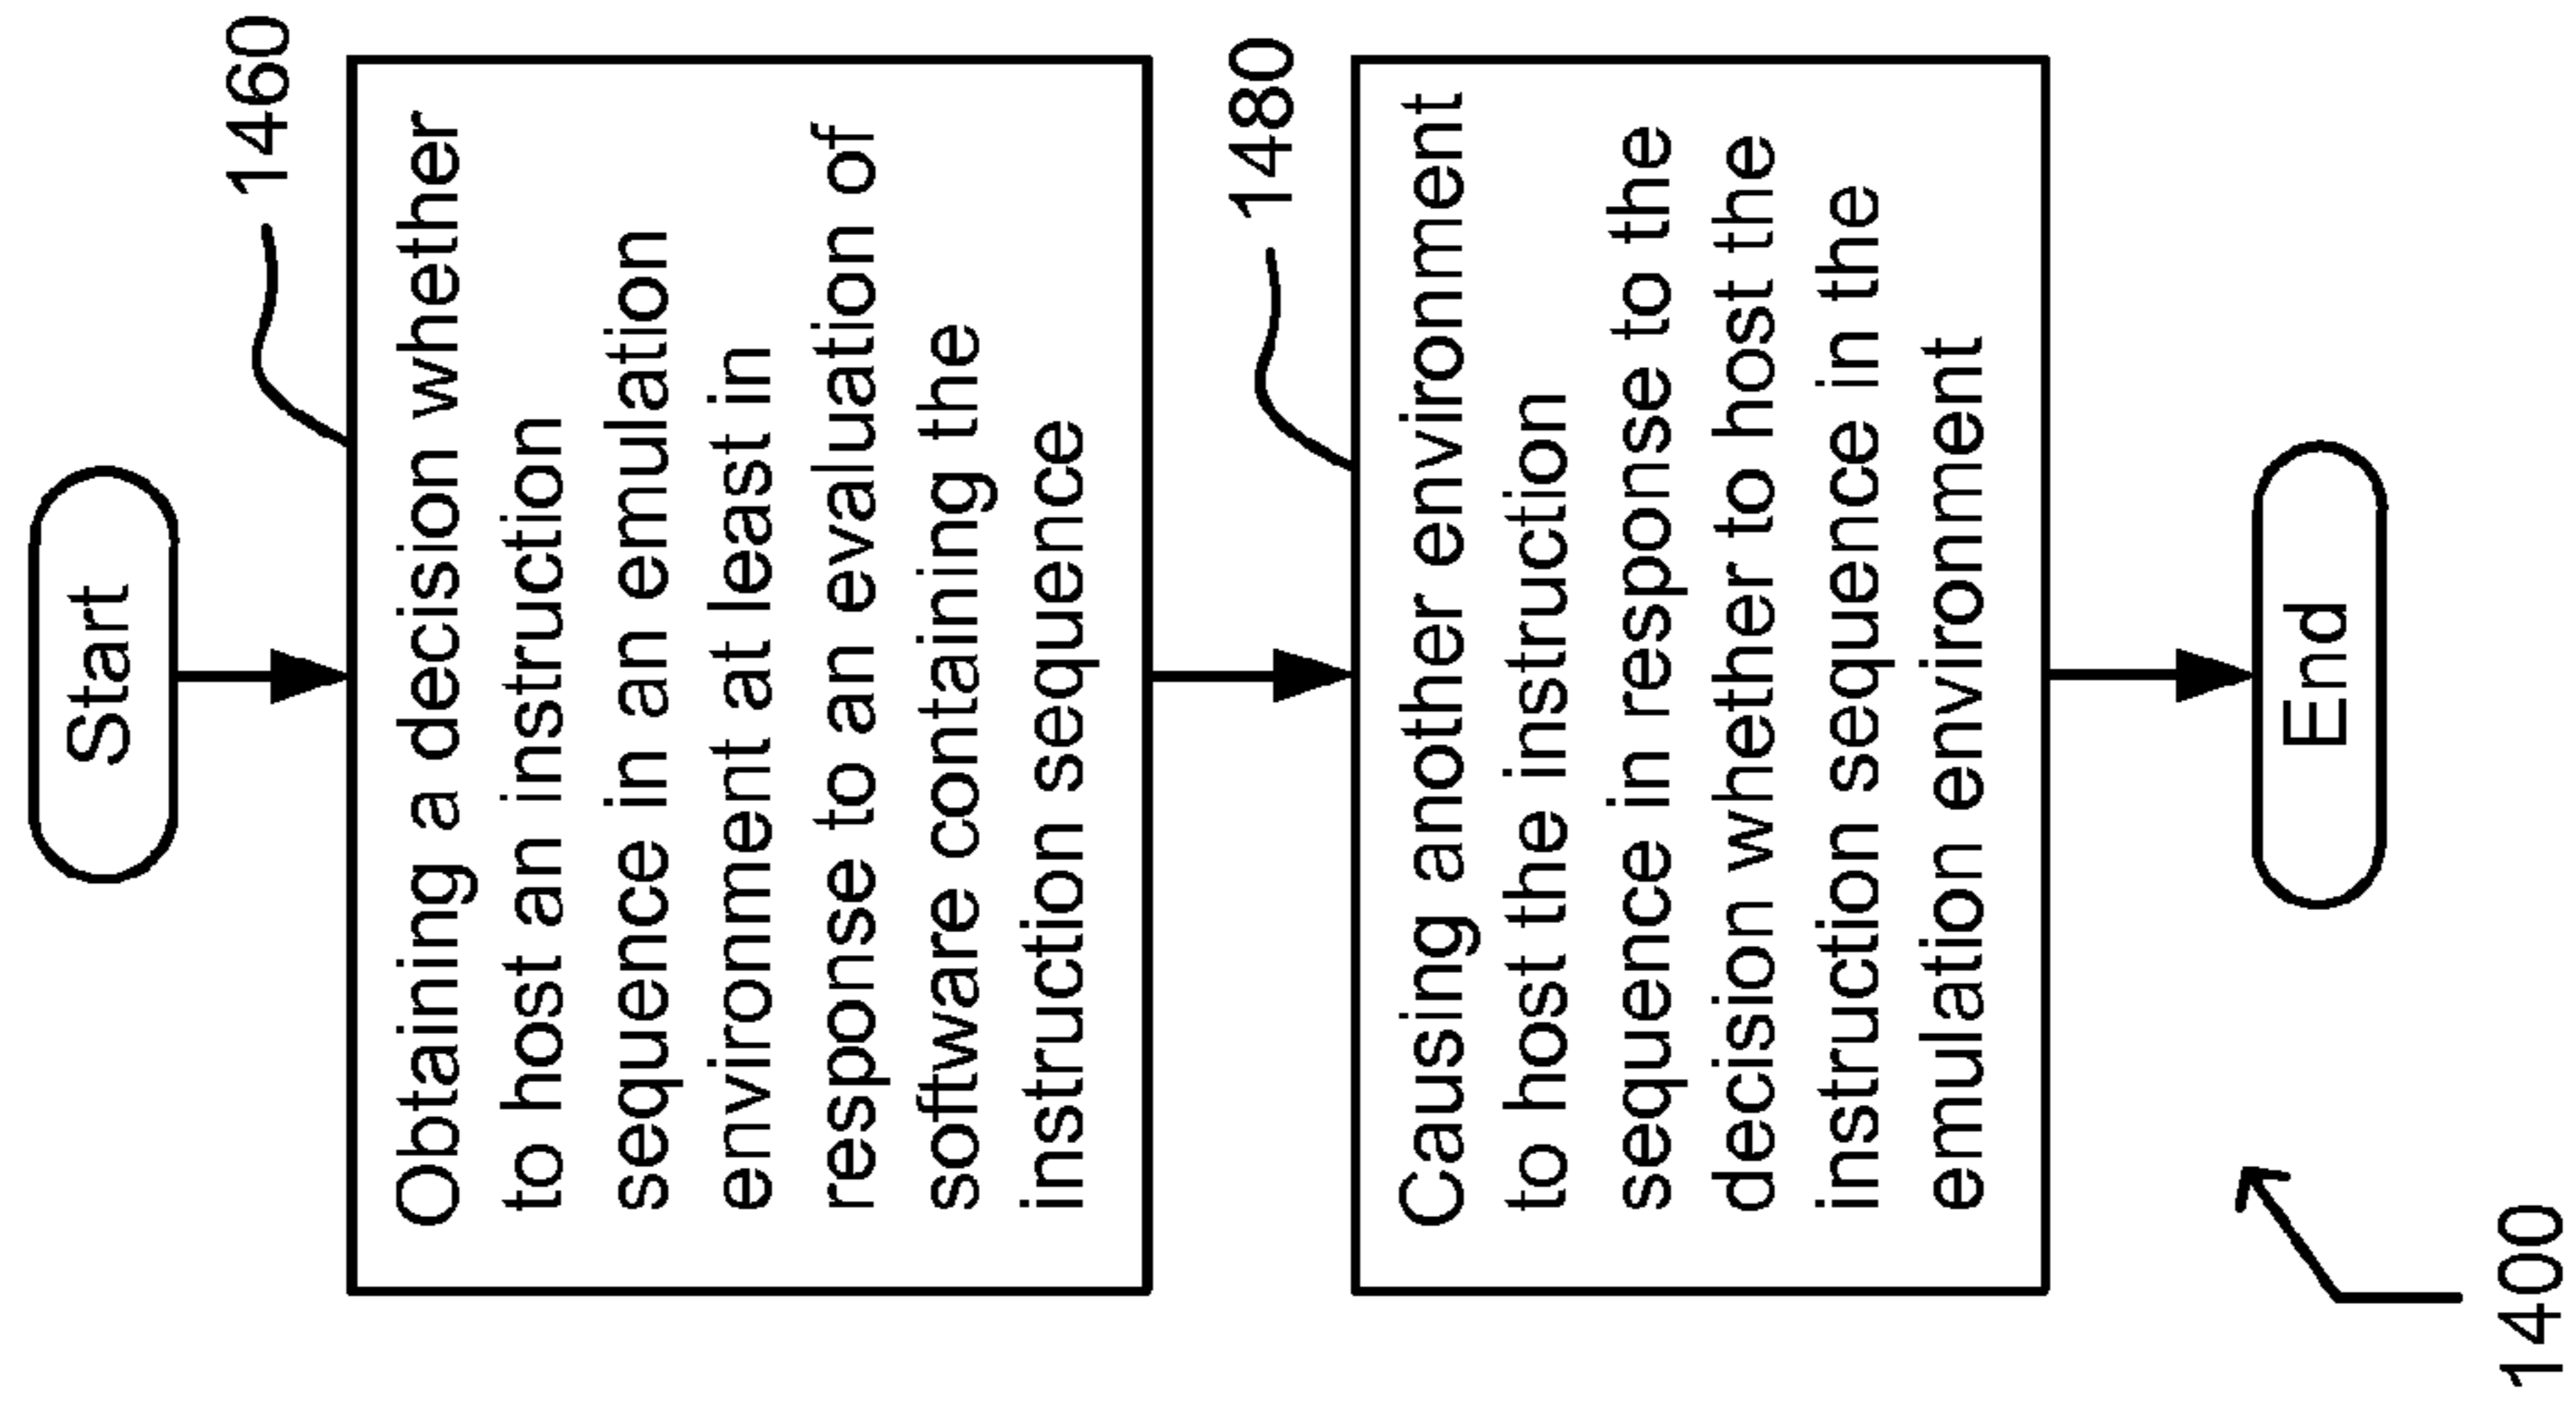 Start
1460
Obtaining a decision whether
to host an instruction
sequence in an emulation
environment at least in
response to an evaluation of
software containing the
instruction sequence
1480
Causing another environment
to host the instruction
sequence in response to the
decision whether to host the
instruction sequence in the
emulation environment
End
1400